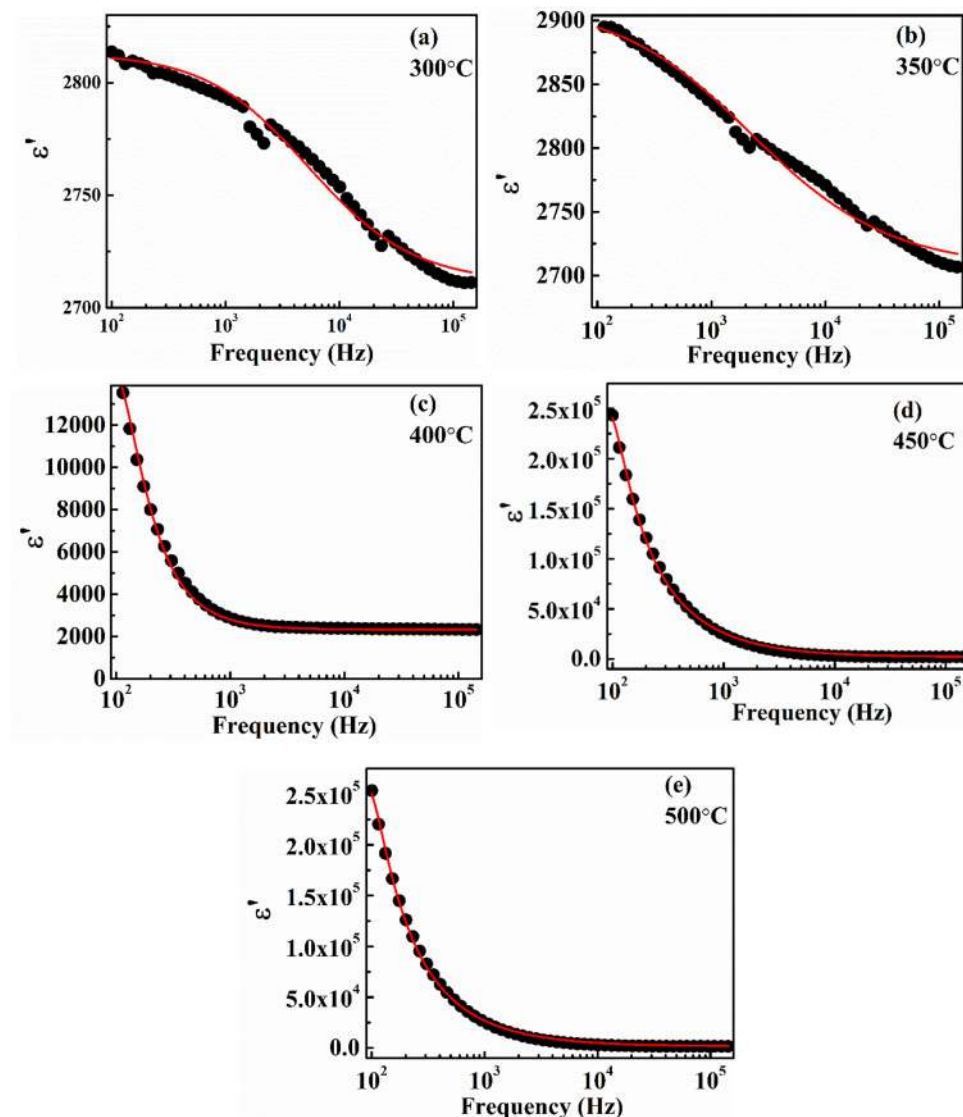 (a)
300°C
2800
2750
2700
ε'
10² 10³ 10⁴ 10⁵
Frequency (Hz)
(b)
350°C
2900
2850
2800
2750
2700
ε'
10² 10³ 10⁴ 10⁵
Frequency (Hz)
(c)
400°C
12000
10000
8000
6000
4000
2000
0
ε'
10² 10³ 10⁴ 10⁵
Frequency (Hz)
(d)
450°C
2.5x10⁵
2.0x10⁵
1.5x10⁵
1.0x10⁵
5.0x10⁴
0.0
ε'
10² 10³ 10⁴ 10⁵
Frequency (Hz)
(e)
500°C
2.5x10⁵
2.0x10⁵
1.5x10⁵
1.0x10⁵
5.0x10⁴
0.0
ε'
10² 10³ 10⁴ 10⁵
Frequency (Hz)